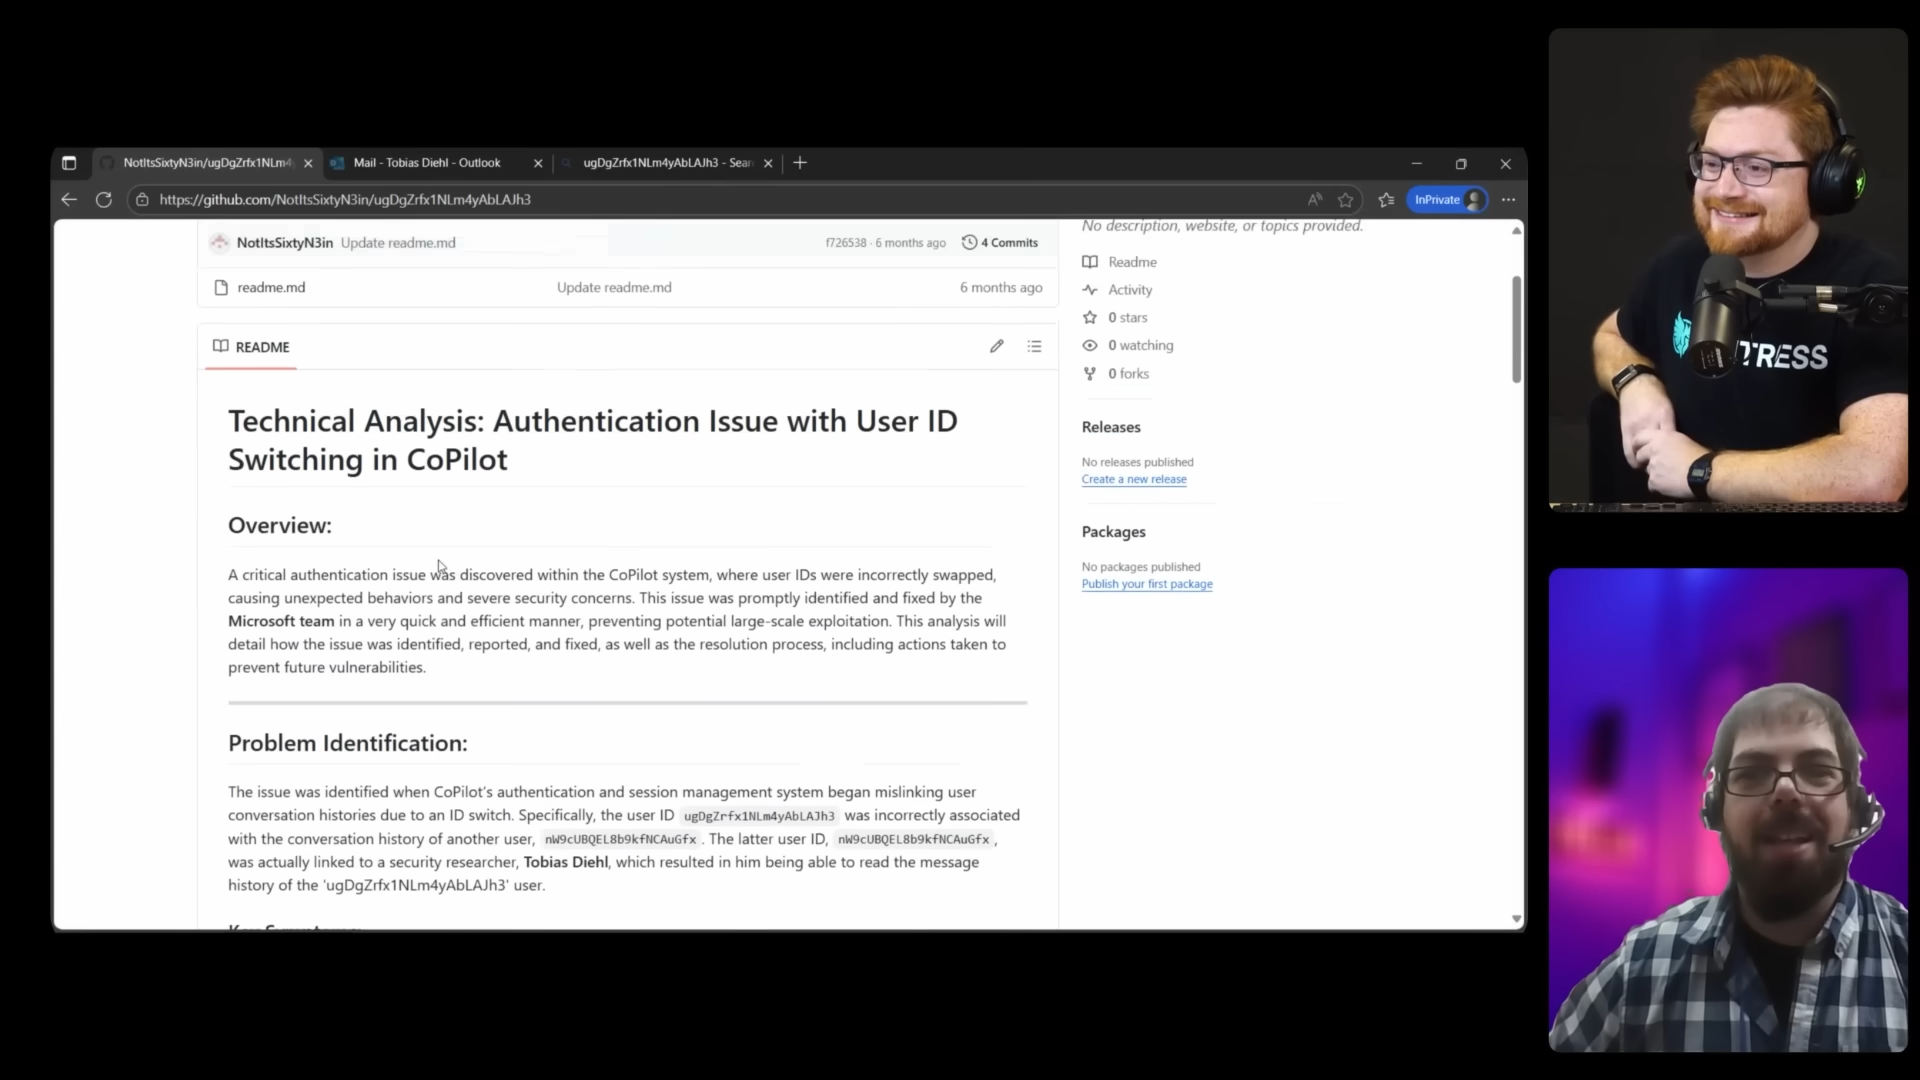 NotItsSixtyN3in/ugDgZrfx1NLm4
Mail - Tobias Diehl - Outlook
ugDgZrfx1NLm4yAbLAJh3 - Sear
https://github.com/NotItsSixtyN3in/ugDgZrfx1NLm4yAbLAJh3
InPrivate
NotItsSixtyN3in Update readme.md f726538 · 6 months ago 4 Commits
readme.md Update readme.md 6 months ago
README
Technical Analysis: Authentication Issue with User ID
Switching in CoPilot
Overview:
A critical authentication issue was discovered within the CoPilot system, where user IDs were incorrectly swapped,
causing unexpected behaviors and severe security concerns. This issue was promptly identified and fixed by the
Microsoft team in a very quick and efficient manner, preventing potential large-scale exploitation. This analysis will
detail how the issue was identified, reported, and fixed, as well as the resolution process, including actions taken to
prevent future vulnerabilities.
Problem Identification:
The issue was identified when CoPilot's authentication and session management system began mislinking user
conversation histories due to an ID switch. Specifically, the user ID ugDgZrfx1NLm4yAbLAJh3 was incorrectly associated
with the conversation history of another user, nW9cUBQEL8b9kfNCAuGfx . The latter user ID, nW9cUBQEL8b9kfNCAuGfx ,
was actually linked to a security researcher, Tobias Diehl, which resulted in him being able to read the message
history of the 'ugDgZrfx1NLm4yAbLAJh3' user.
No description, website, or topics provided.
Readme
Activity
0 stars
0 watching
0 forks
Releases
No releases published
Create a new release
Packages
No packages published
Publish your first package
TRESS